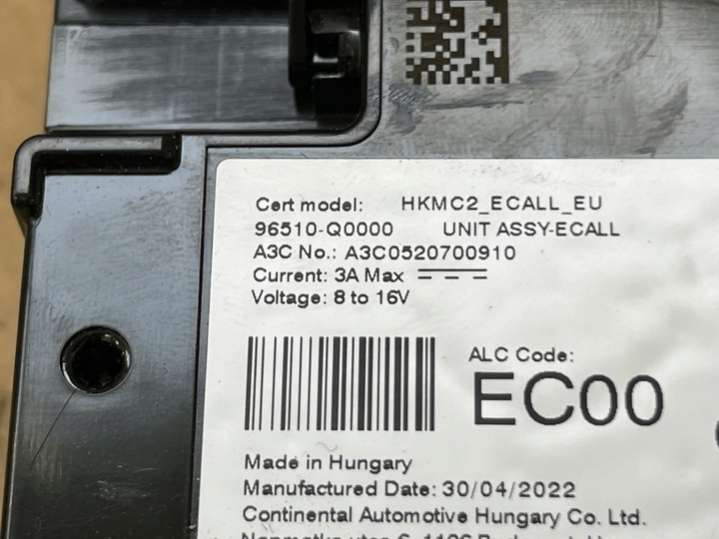 Cert model: HKMC2_ECALL_EU
96510-Q0000 UNIT ASSY-ECALL
A3C No.: A3C0520700910
Current: 3A Max
Voltage: 8 to 16V
ALC Code:
EC00
Made in Hungary
Manufactured Date: 30/04/2022
Continental Automotive Hungary Co. Ltd.